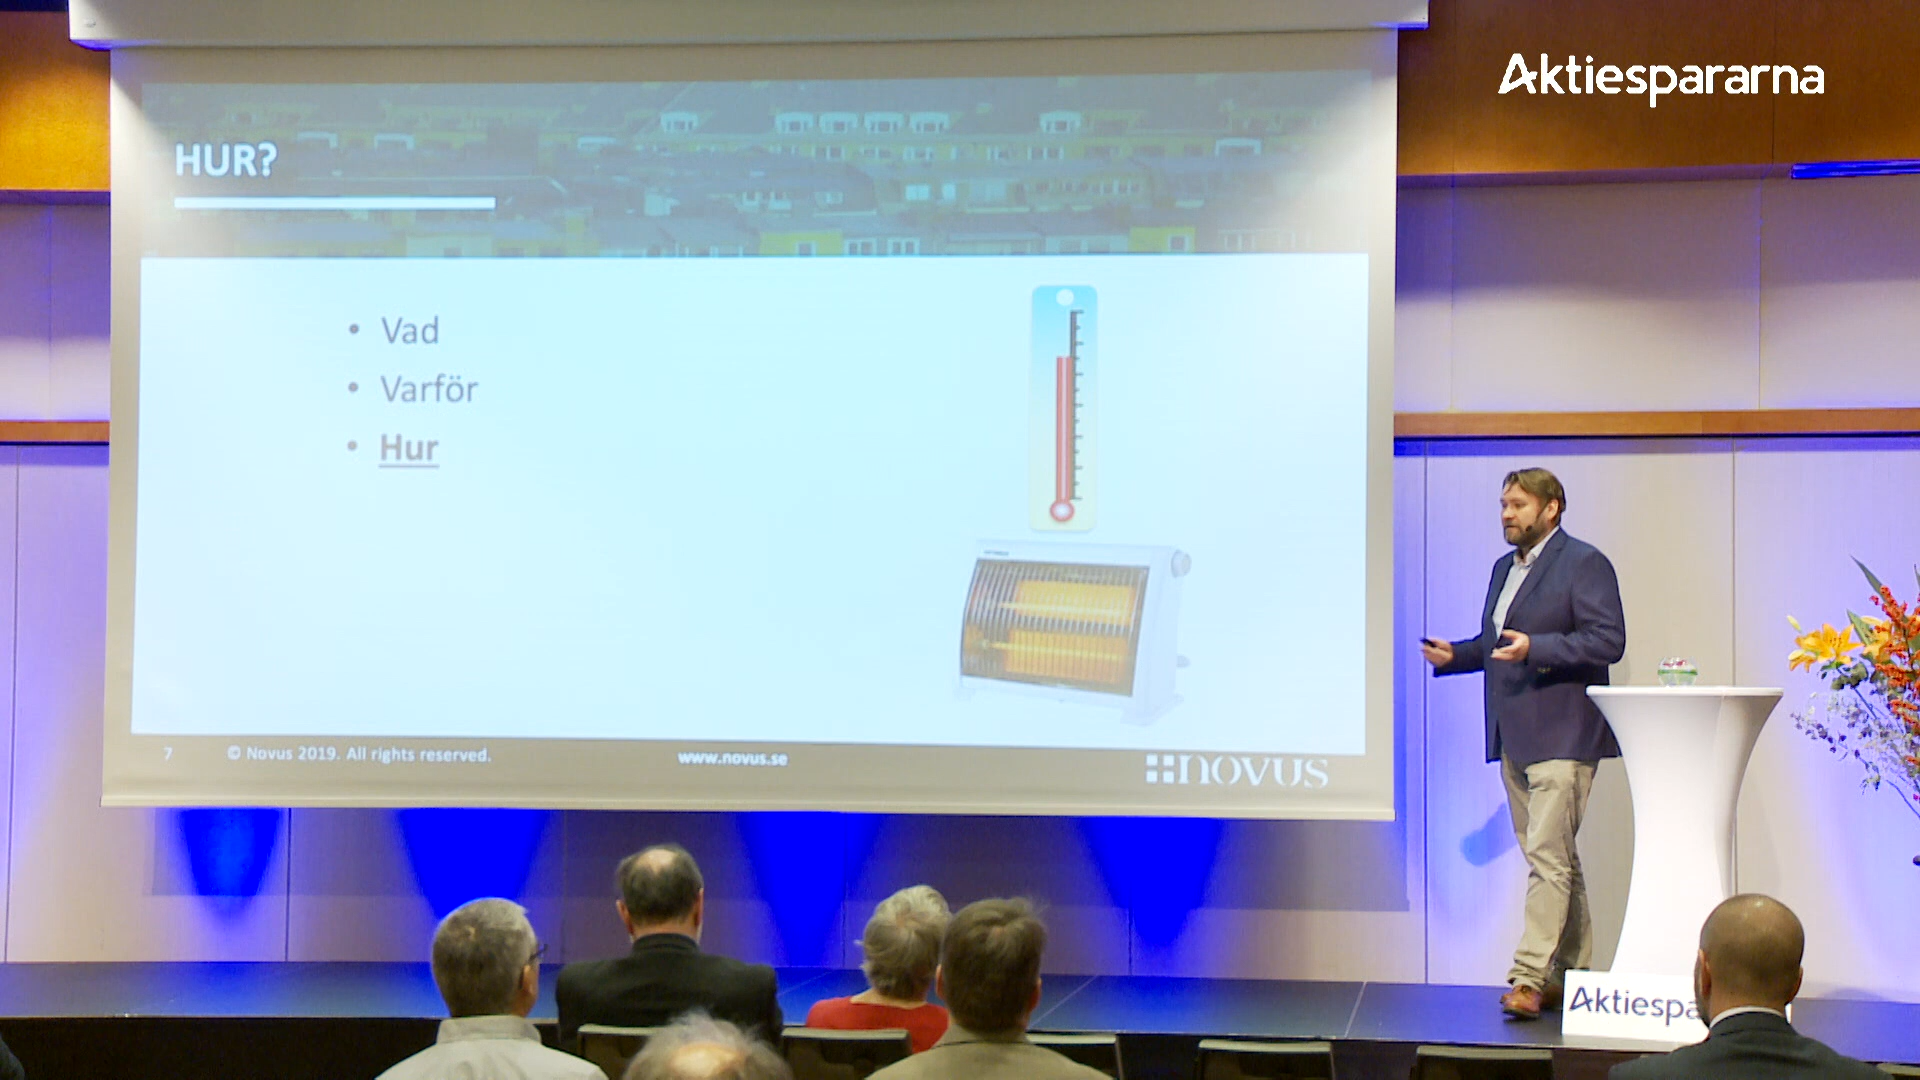 Aktiespararna
HUR?
• Vad
• Varför
• Hur
7 © Novus 2019. All rights reserved. www.novus.se novus
Aktiespa